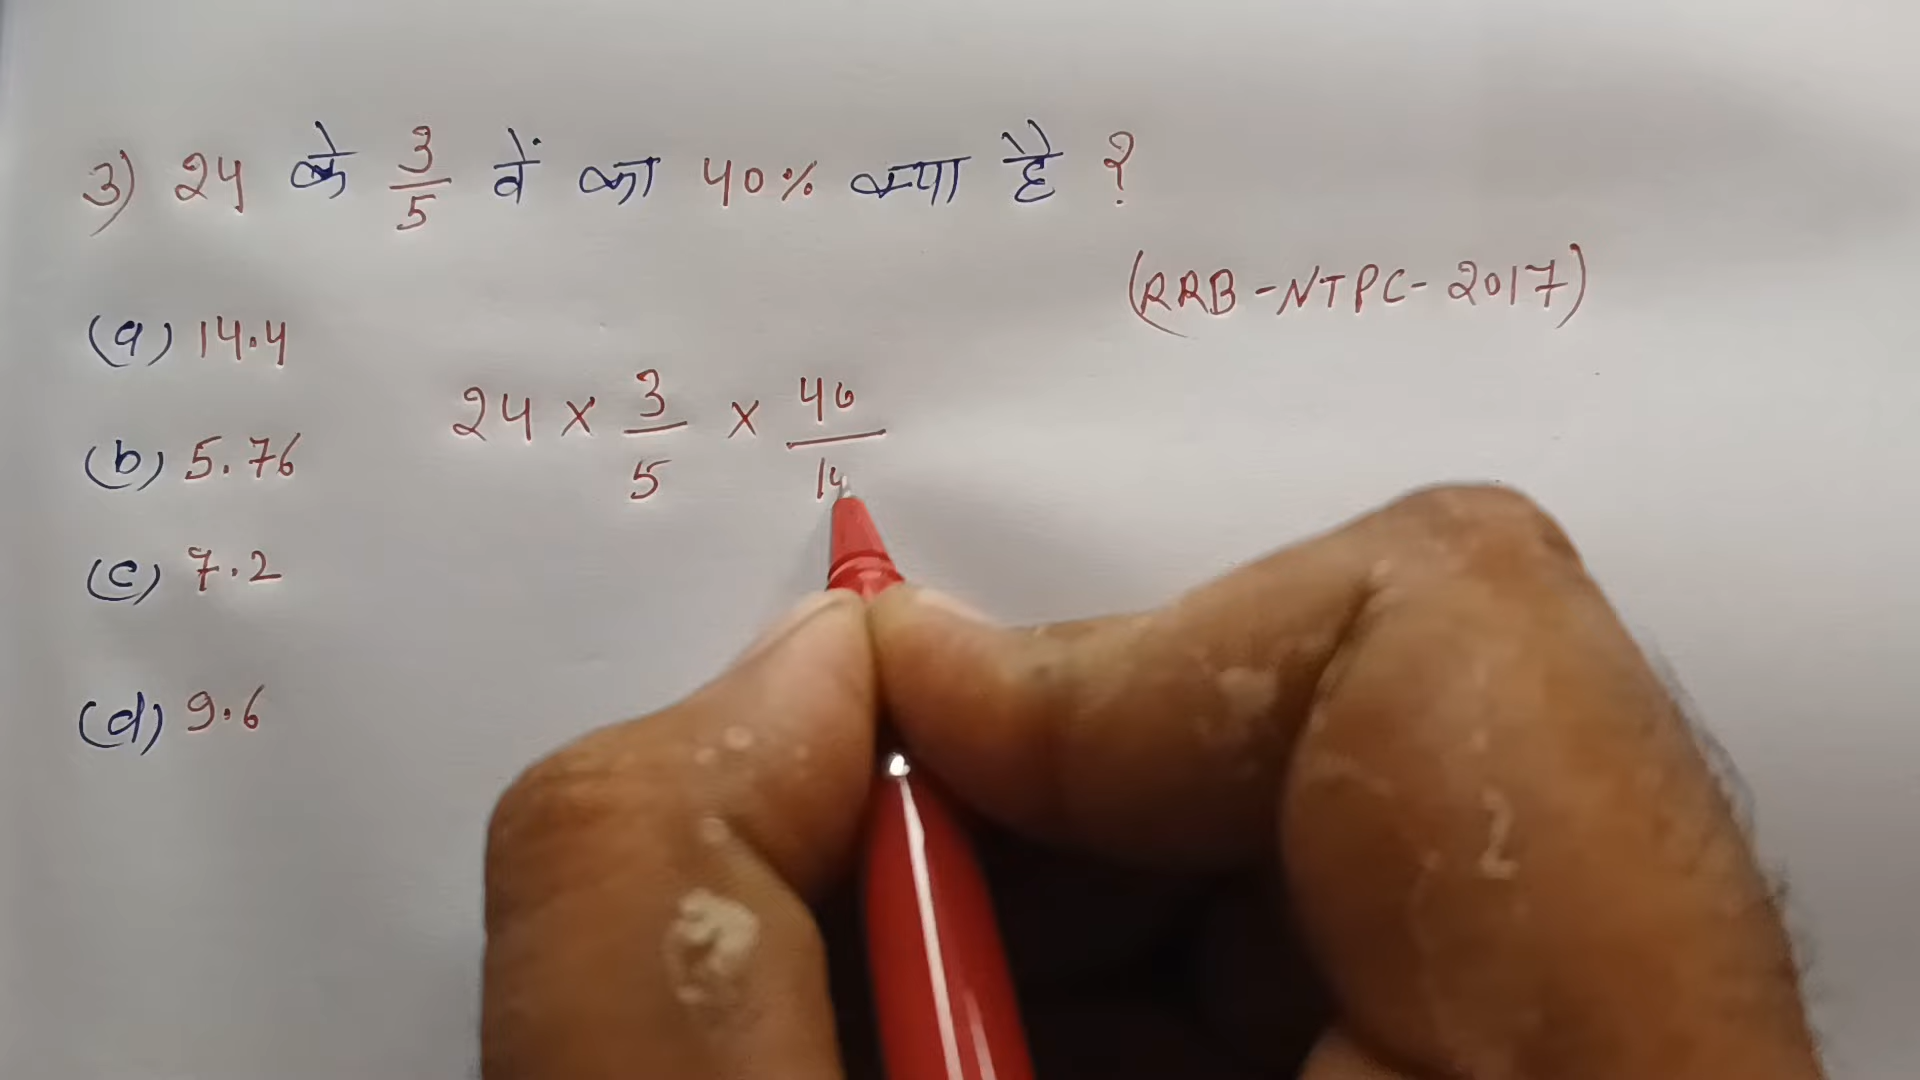 3) 24 के 3/5 वें का 40% क्या है ?
(RRB-NTPC-2017)
(a) 14.4
24 × 3/5 × 40/10
(b) 5.76
(c) 7.2
(d) 9.6